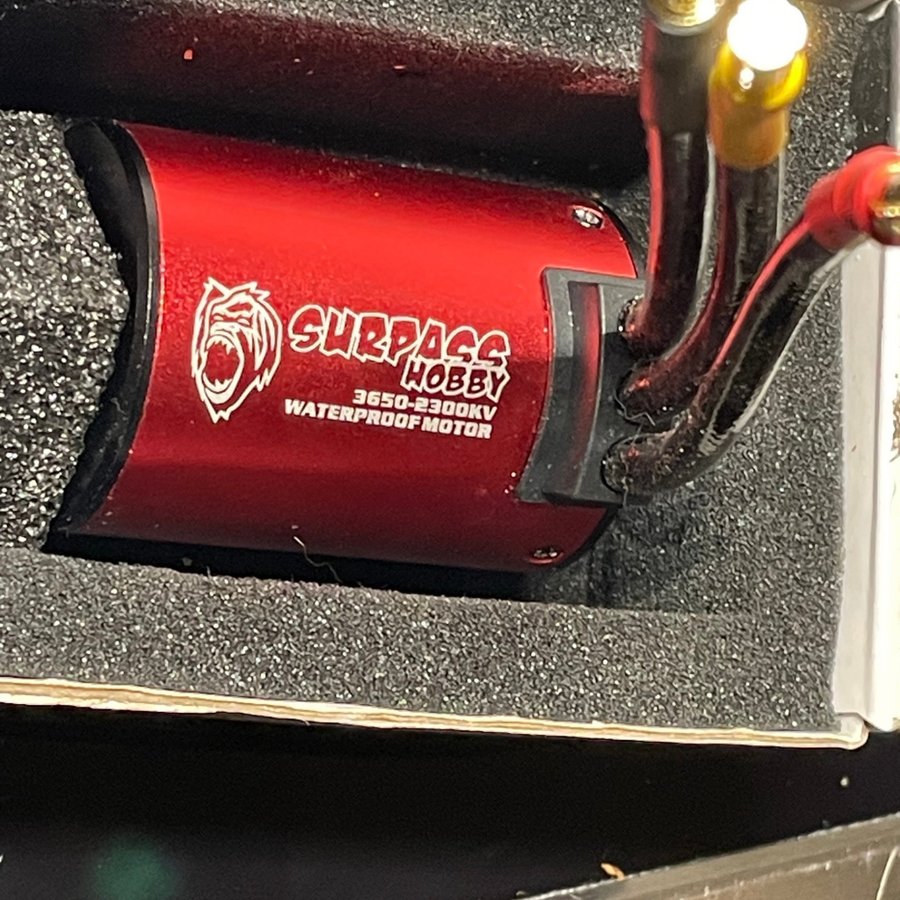 SURPASS
HOBBY
3650-2300KV
WATERPROOF MOTOR